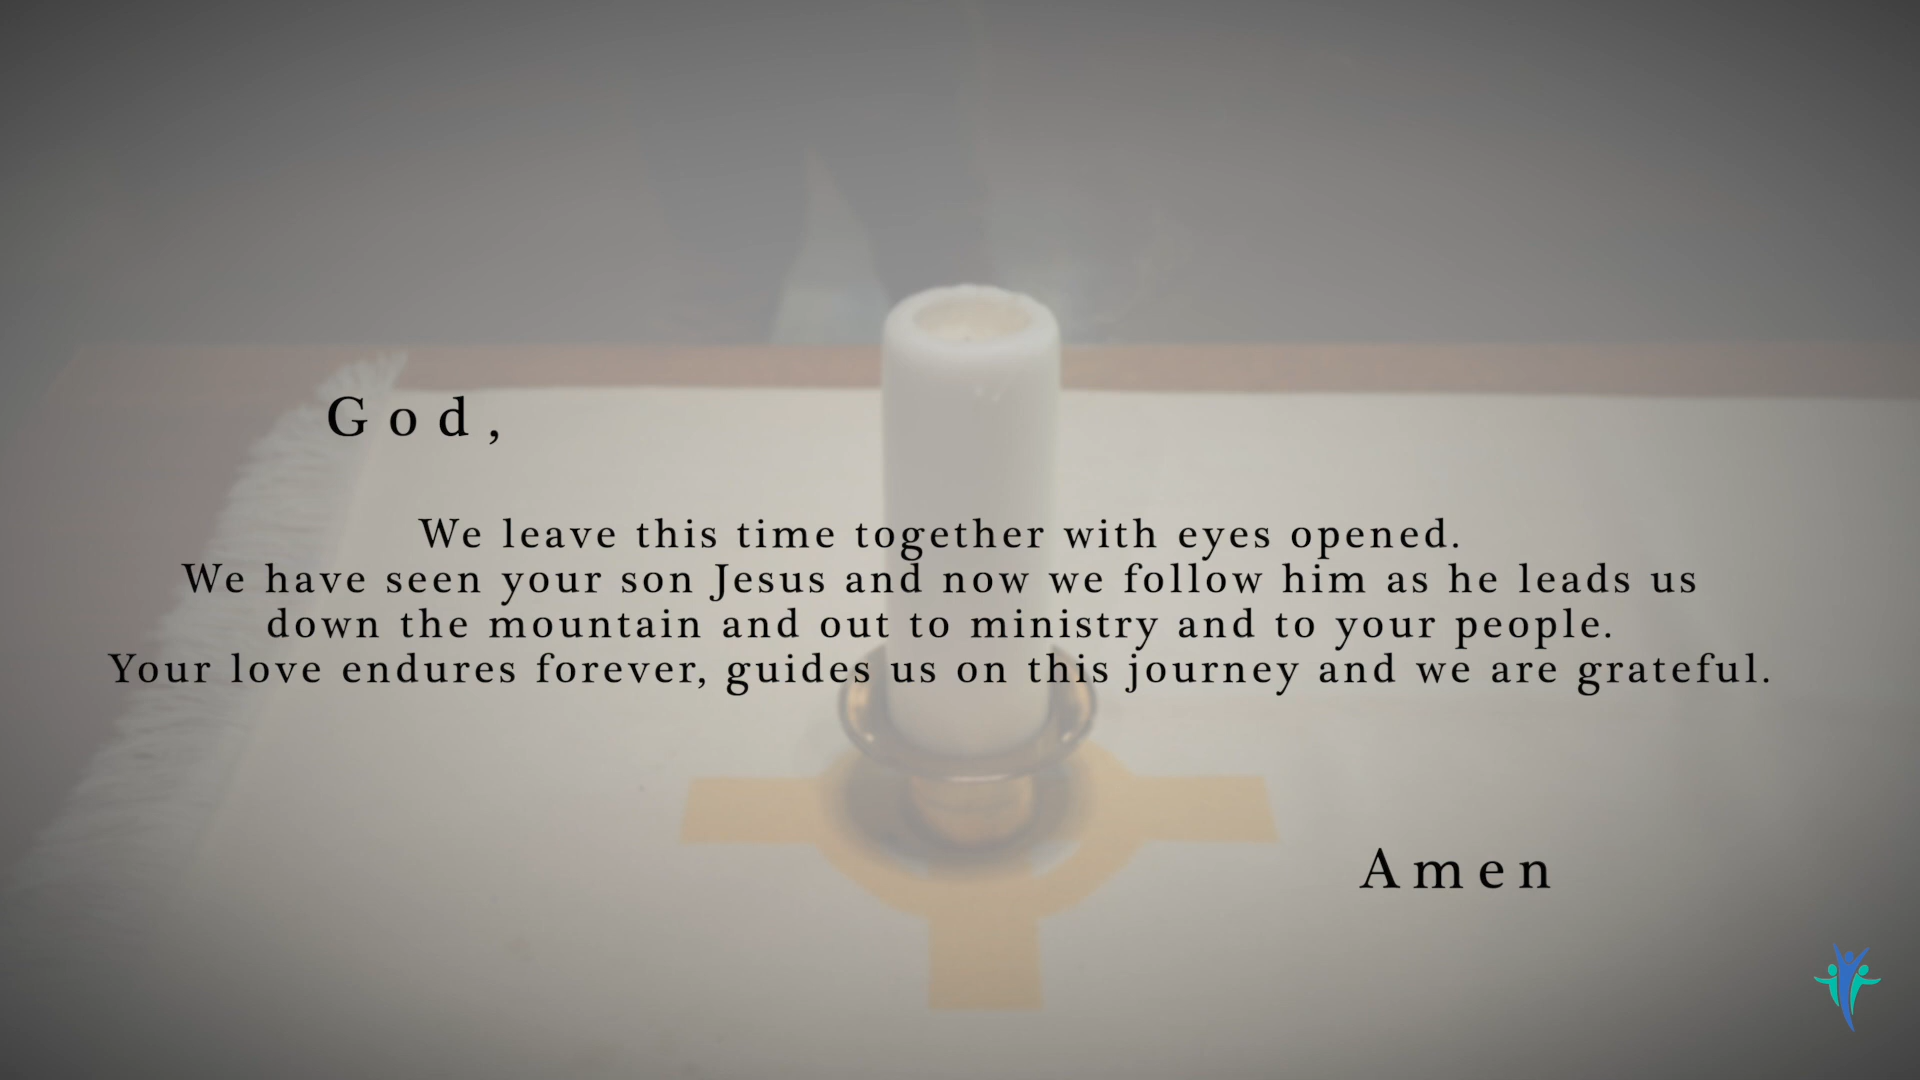 God,
We leave this time together with eyes opened.
We have seen your son Jesus and now we follow him as he leads us
down the mountain and out to ministry and to your people.
Your love endures forever, guides us on this journey and we are grateful.
Amen